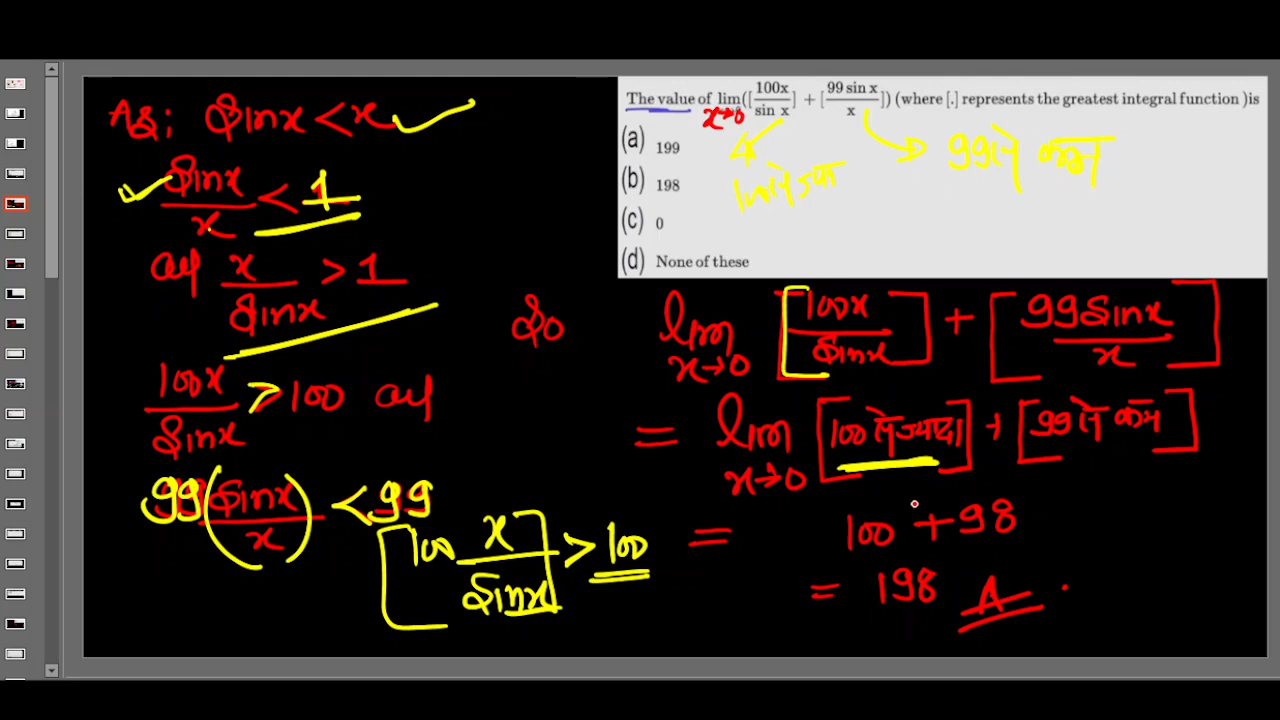 The value of lim x→0 ([100x/sin x] + [99 sin x/x]) (where [.] represents the greatest integral function )is
(a) 199
(b) 198
(c) 0
(d) None of these
99 से कम
As; Sinx < x
Sinx/x < 1
x/Sinx > 1
100x/Sinx > 100
99(Sinx/x) < 99
[100 x/Sinx] > 100
So lim x→0 [100x/Sinx] + [99Sinx/x]
= lim x→0 [100 से ज्यादा] + [99 से कम]
= 100 + 98
= 198 A